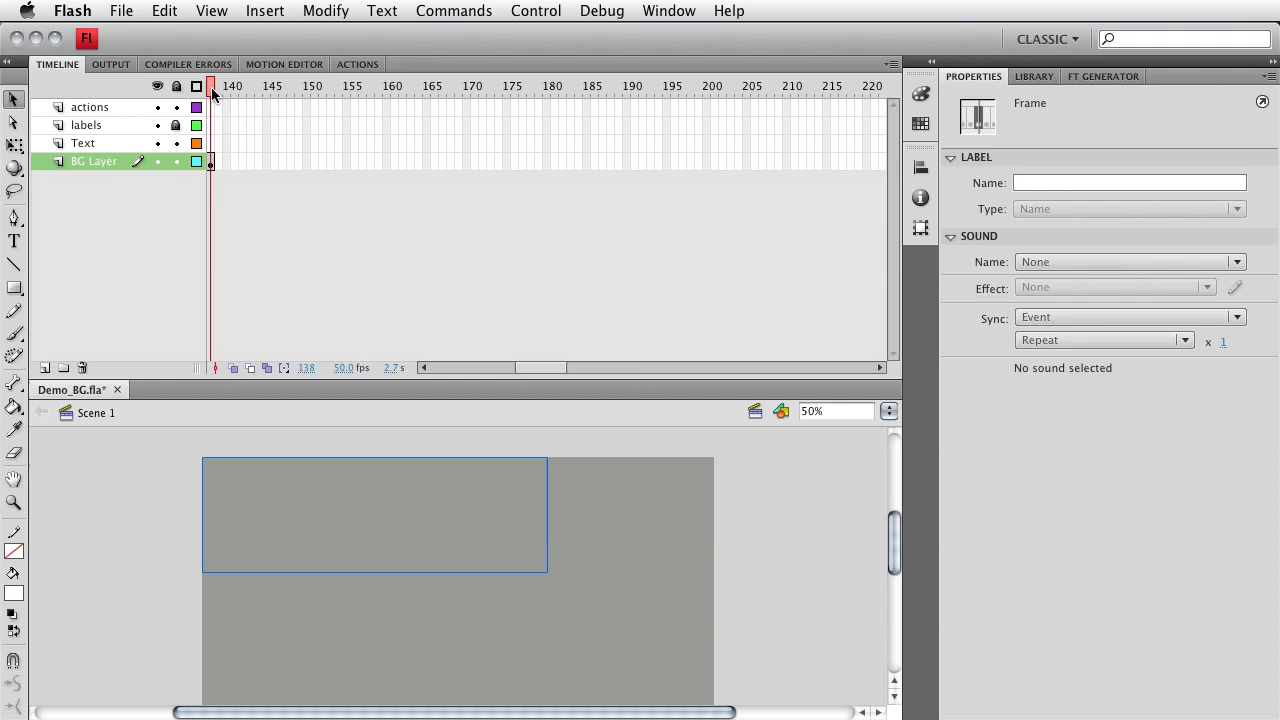 Flash File Edit View Insert Modify Text Commands Control Debug Window Help
Fl CLASSIC
TIMELINE OUTPUT COMPILER ERRORS MOTION EDITOR ACTIONS
140 145 150 155 160 165 170 175 180 185 190 195 200 205 210 215 220
actions
labels
Text
BG Layer
138 50.0 fps 2.7 s
Demo_BG.fla*
Scene 1
50%
PROPERTIES LIBRARY FT GENERATOR
Frame
LABEL
Name:
Type: Name
SOUND
Name: None
Effect: None
Sync: Event
Repeat x 1
No sound selected